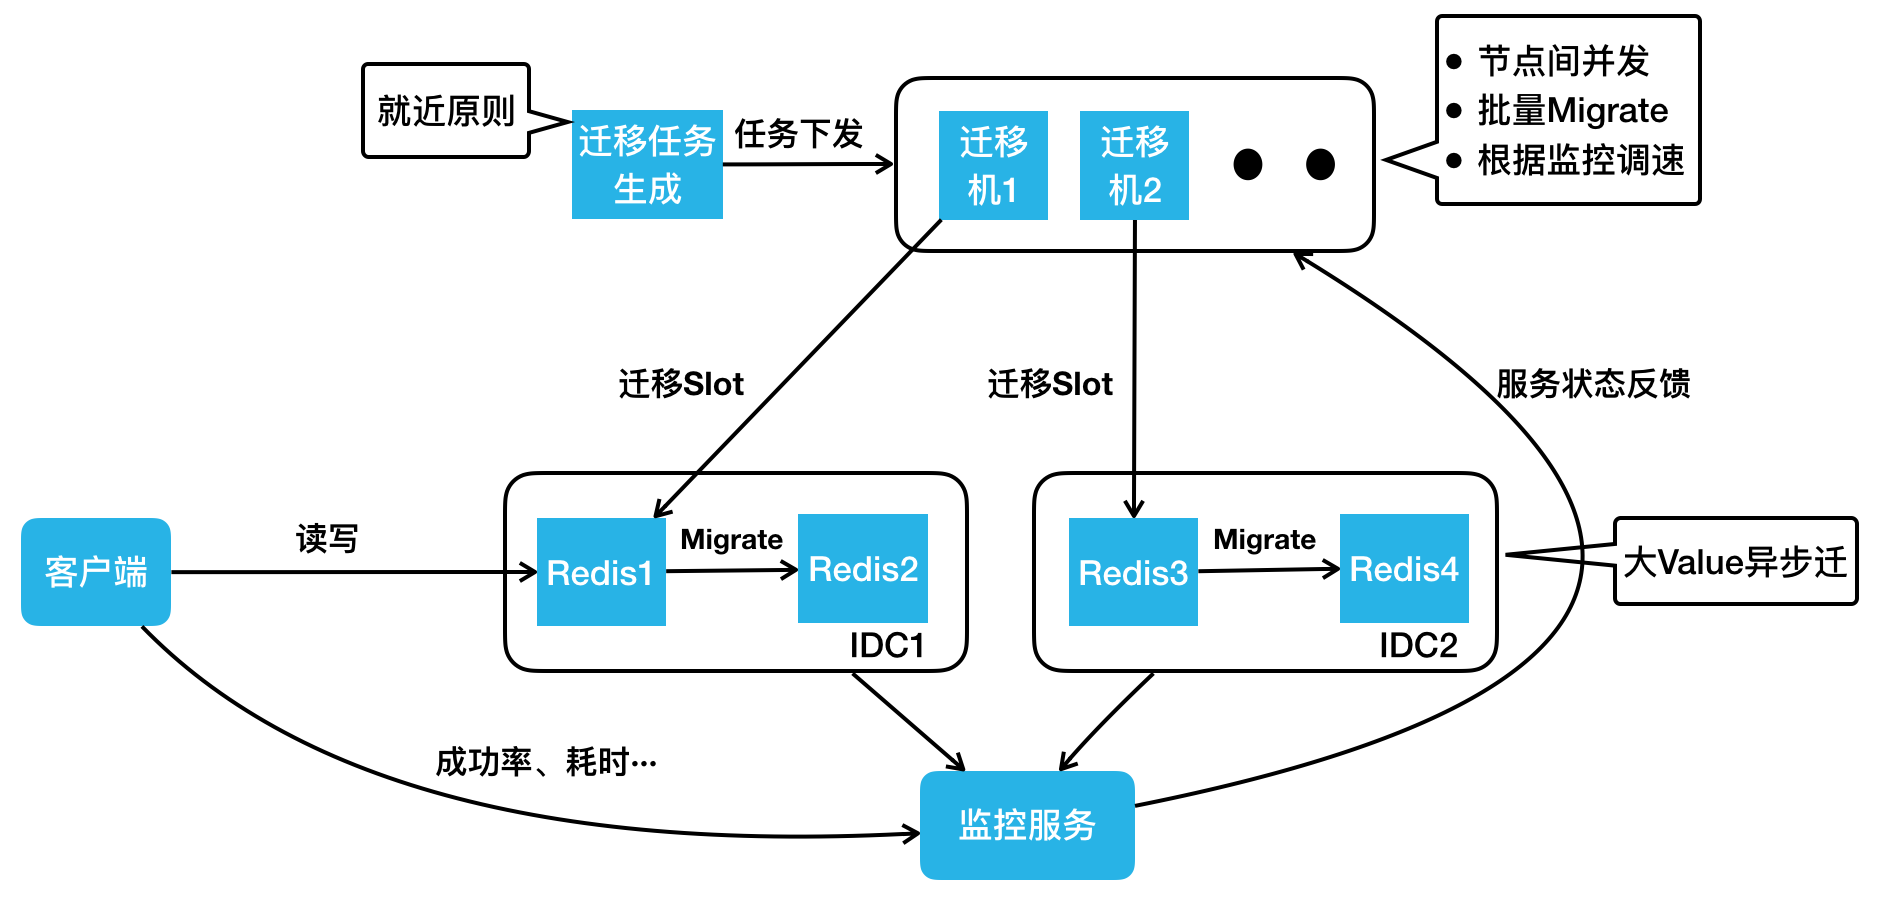 就近原则
迁移任务
生成
任务下发
迁移
机1
迁移
机2
节点间并发
批量Migrate
根据监控调速
迁移Slot
迁移Slot
服务状态反馈
客户端
读写
Redis1
Migrate
Redis2
IDC1
Redis3
Migrate
Redis4
IDC2
大Value异步迁
成功率、耗时…
监控服务